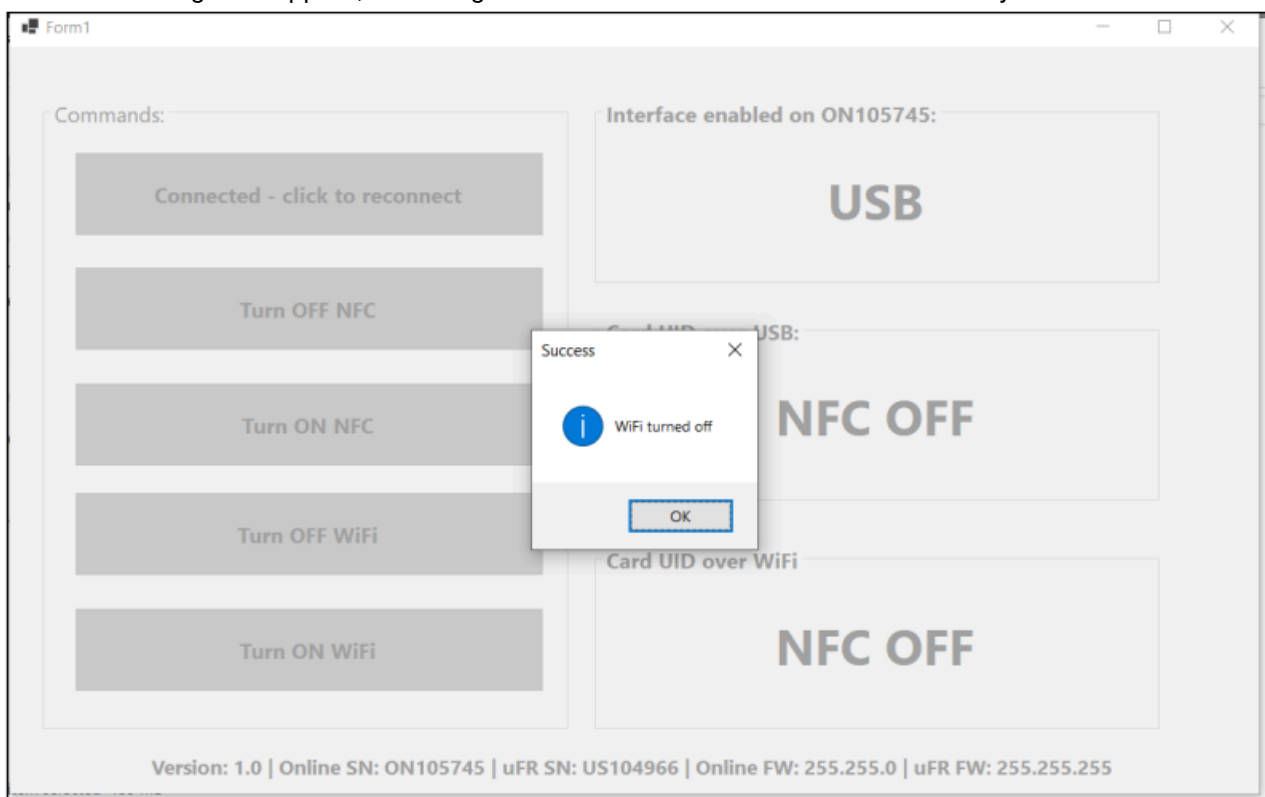 Form1
Commands:
Interface enabled on ON105745:
Connected - click to reconnect
USB
Turn OFF NFC
USB:
Success
WiFi turned off
OK
Turn ON NFC
NFC OFF
Turn OFF WiFi
Card UID over WiFi
Turn ON WiFi
NFC OFF
Version: 1.0 | Online SN: ON105745 | uFR SN: US104966 | Online FW: 255.255.0 | uFR FW: 255.255.255